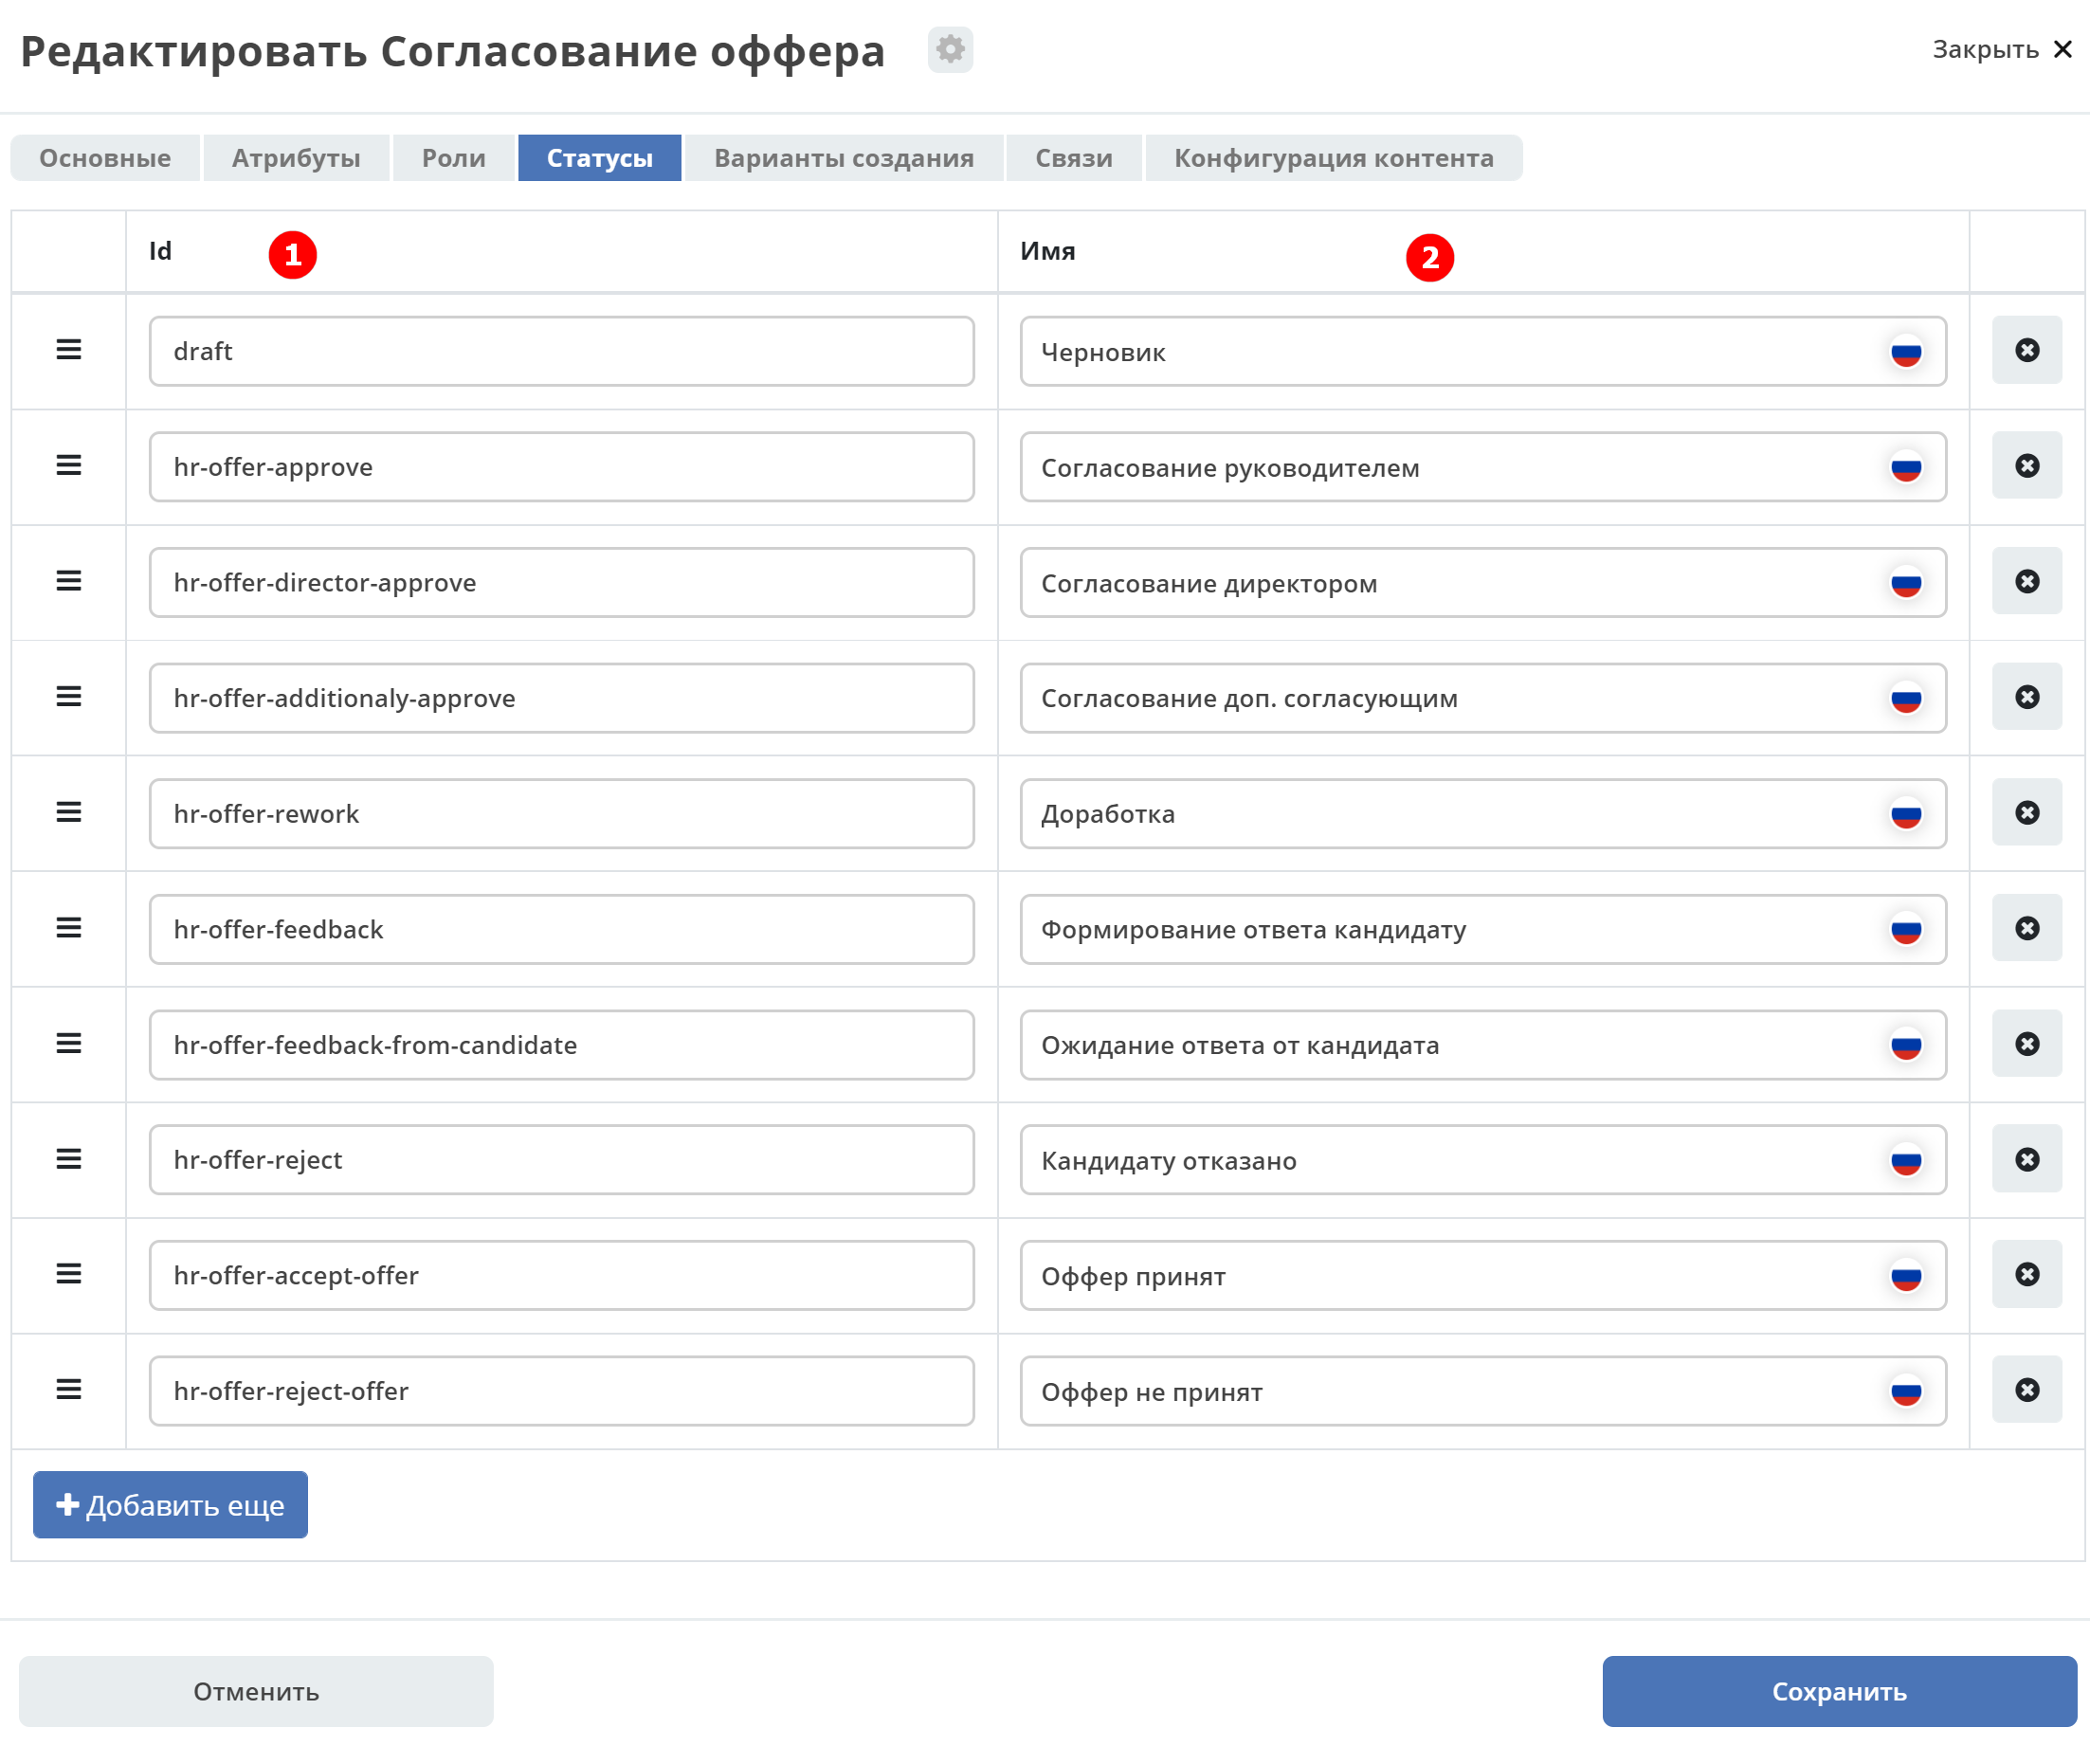 Редактировать Согласование оффера
Закрыть
Основные Атрибуты Роли Статусы Варианты создания Связи Конфигурация контента
Id 1 Имя 2
draft Черновик
hr-offer-approve Согласование руководителем
hr-offer-director-approve Согласование директором
hr-offer-additionaly-approve Согласование доп. согласующим
hr-offer-rework Доработка
hr-offer-feedback Формирование ответа кандидату
hr-offer-feedback-from-candidate Ожидание ответа от кандидата
hr-offer-reject Кандидату отказано
hr-offer-accept-offer Оффер принят
hr-offer-reject-offer Оффер не принят
Добавить еще
Отменить Сохранить